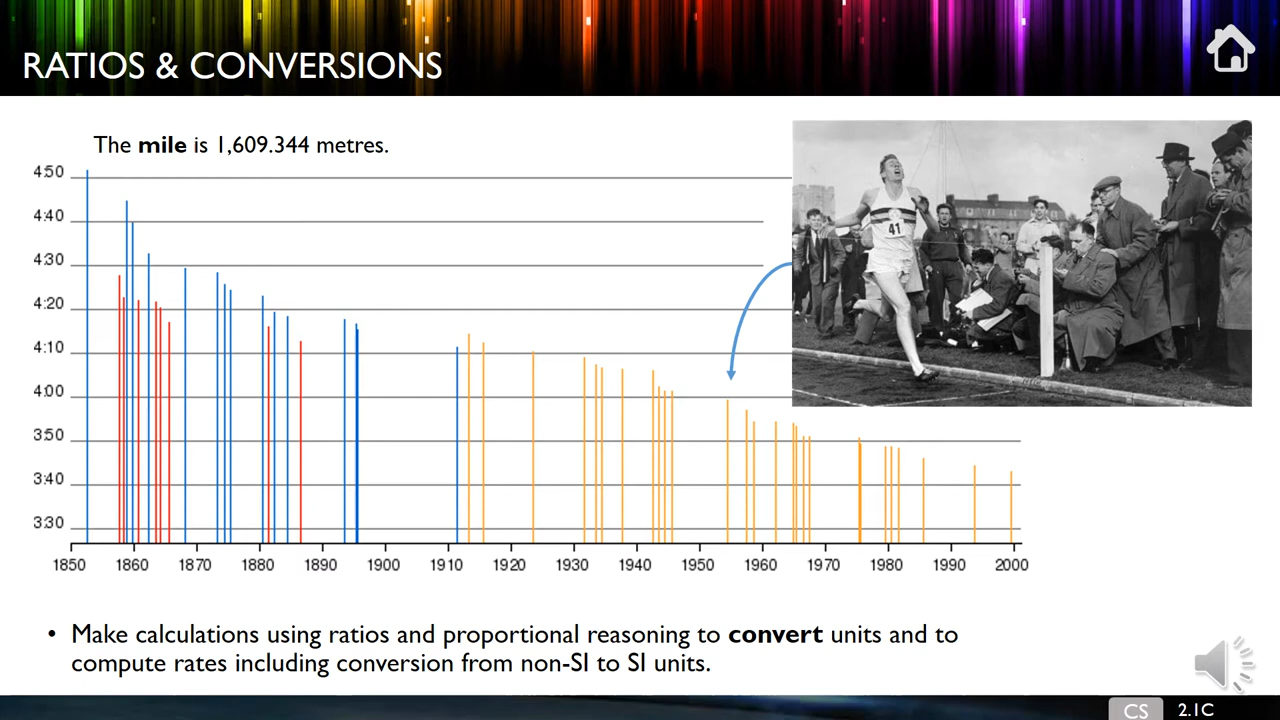 RATIOS & CONVERSIONS
The mile is 1,609.344 metres.
4:50
4:40
4:30
4:20
4:10
4:00
3:50
3:40
3:30
1850 1860 1870 1880 1890 1900 1910 1920 1930 1940 1950 1960 1970 1980 1990 2000
41
• Make calculations using ratios and proportional reasoning to convert units and to
compute rates including conversion from non-SI to SI units.
CS 2.1C